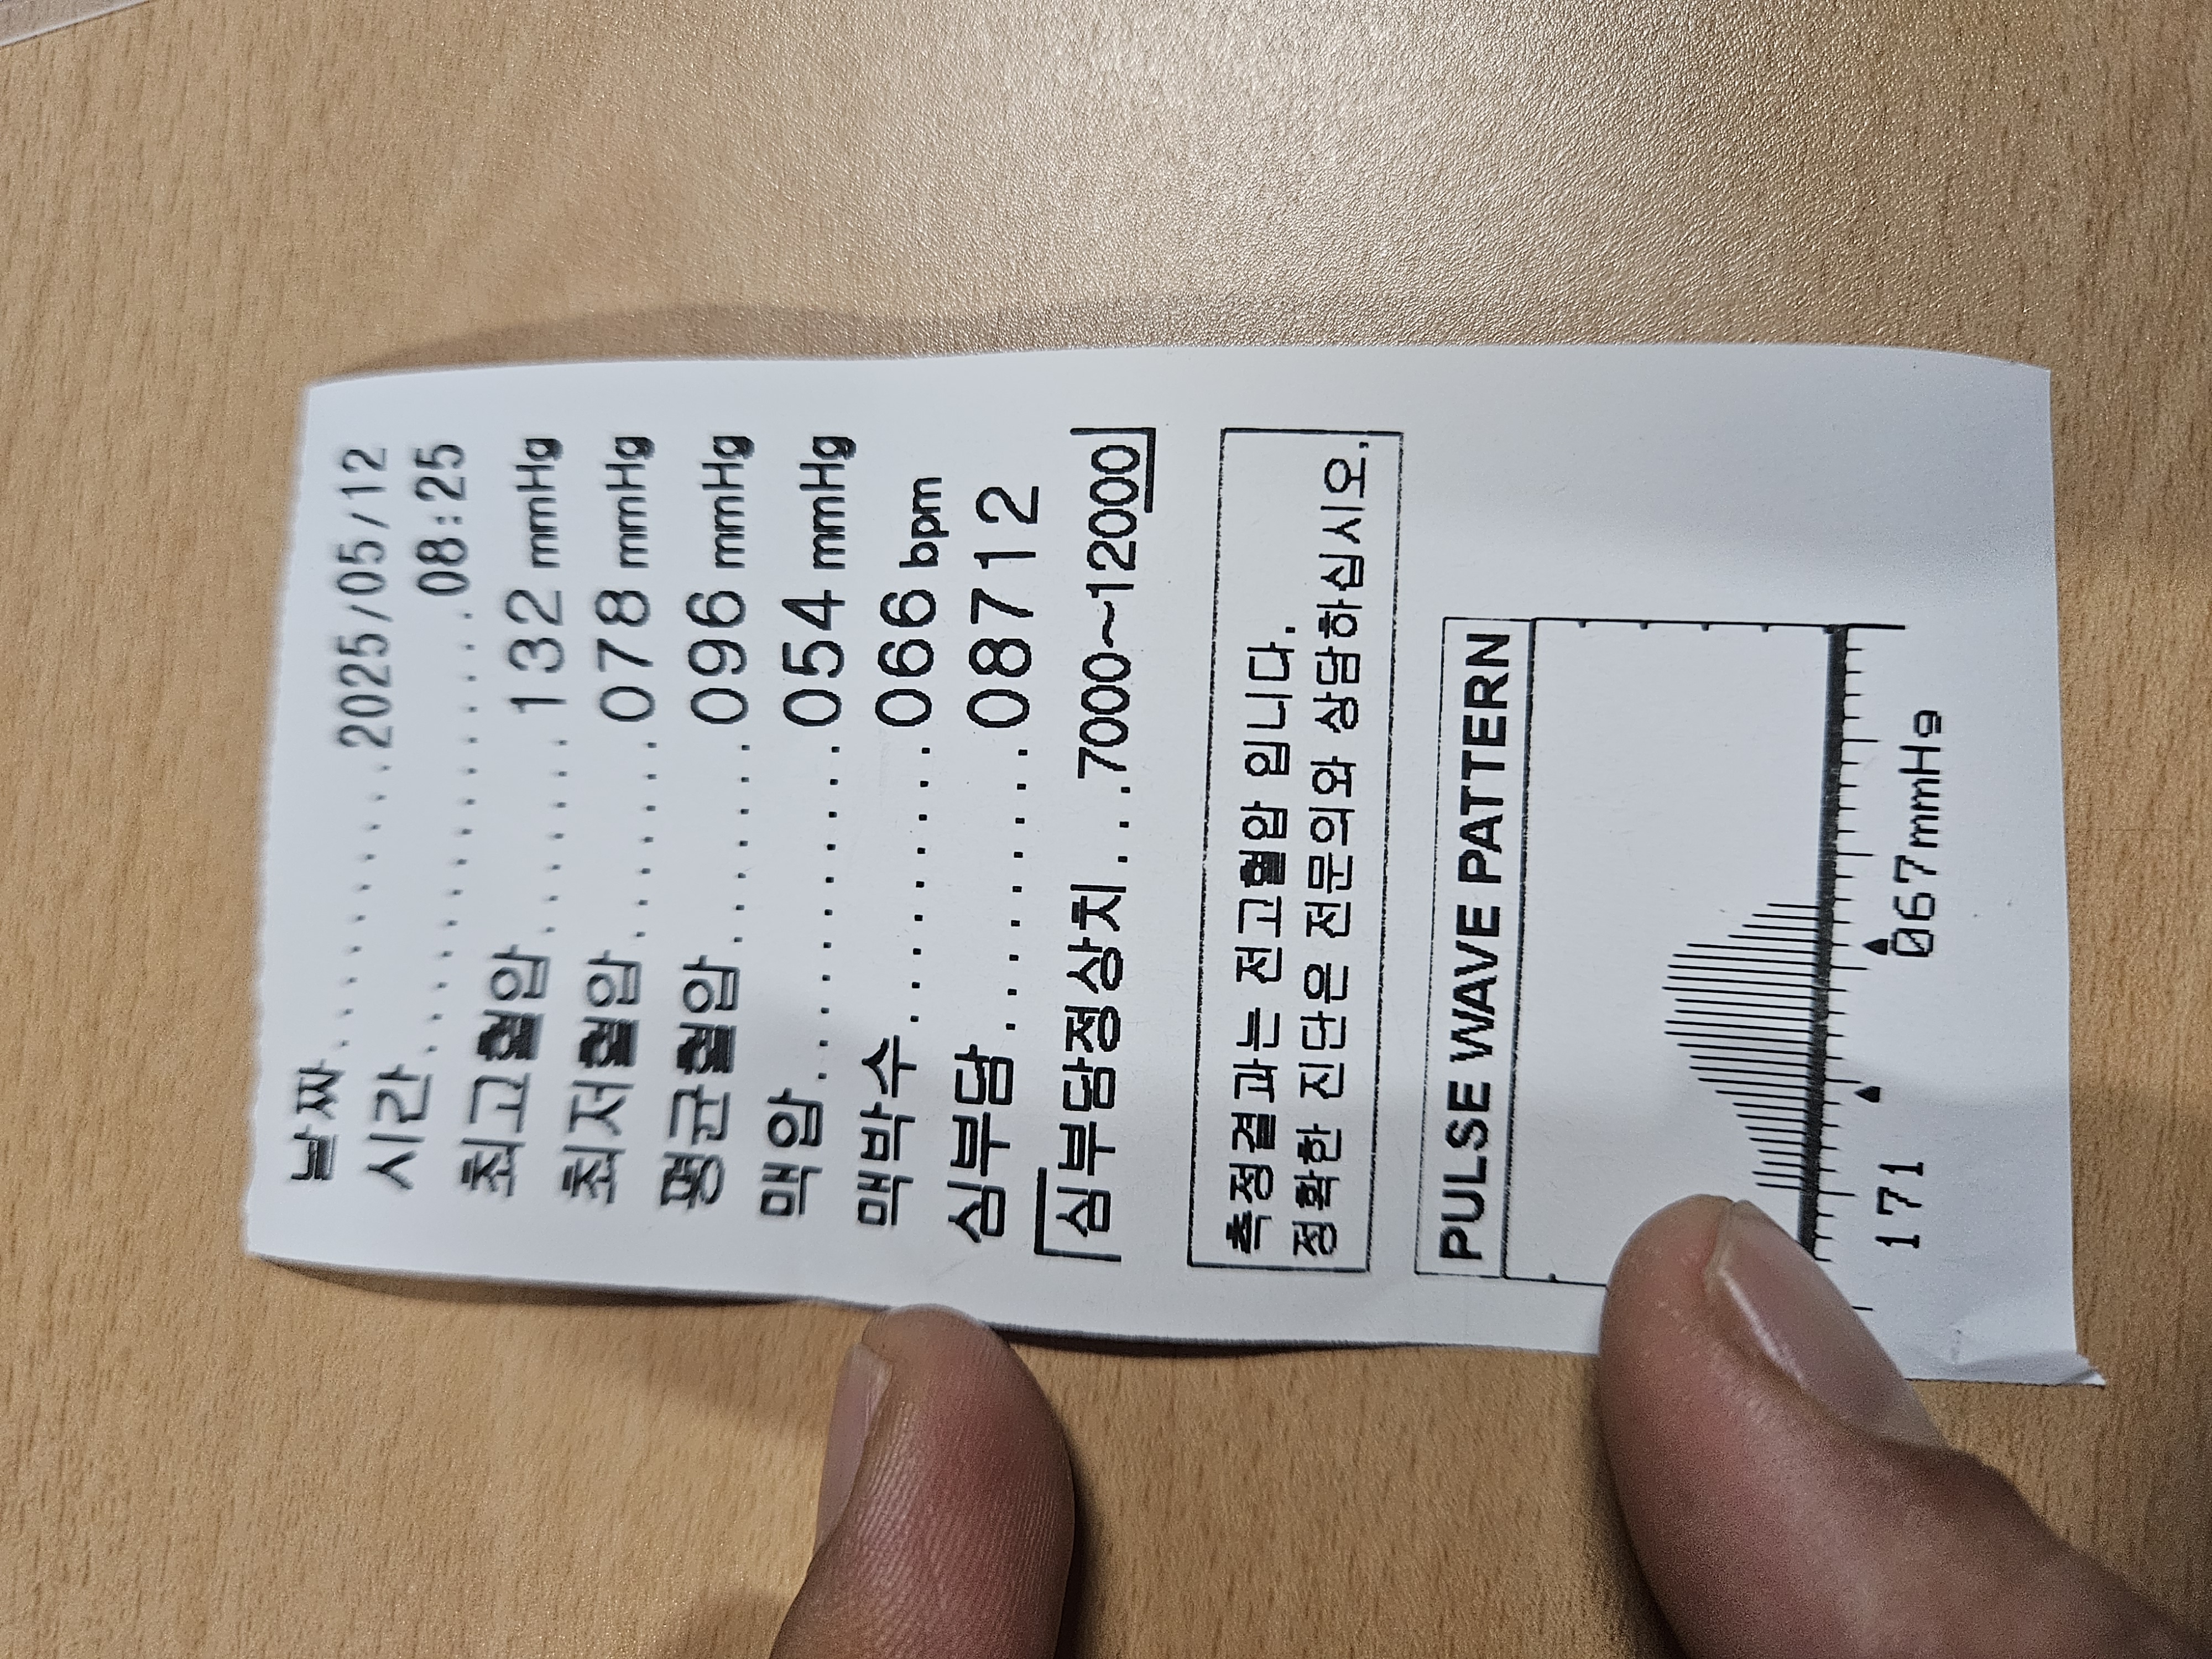 날짜..............2025/05/12
시간....................08:25
최고혈압.........132 mmHg
최저혈압.........078 mmHg
평균혈압.........096 mmHg
맥압............054 mmHg
맥박수...........066 bpm
심부담...........08712
심부담정상치...7000~12000
측정결과는 전고혈압 입니다.
정확한 진단은 전문의와 상담하십시오.
PULSE WAVE PATTERN
171 067mmHg